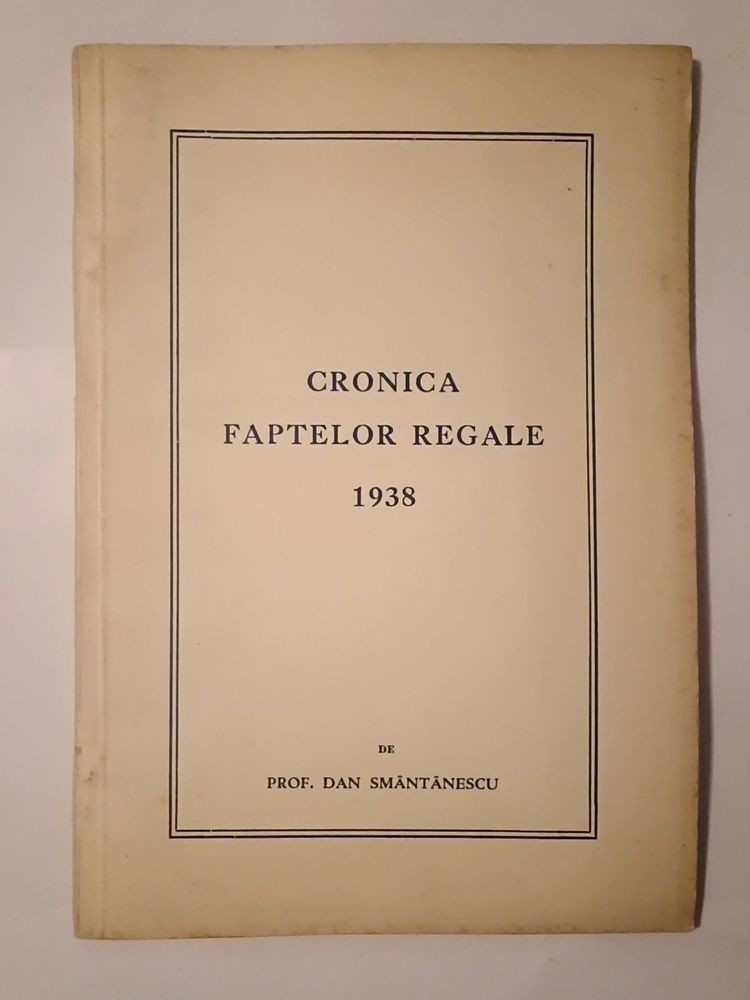 CRONICA
FAPTELOR REGALE
1938
DE
PROF. DAN SMÂNTÂNESCU